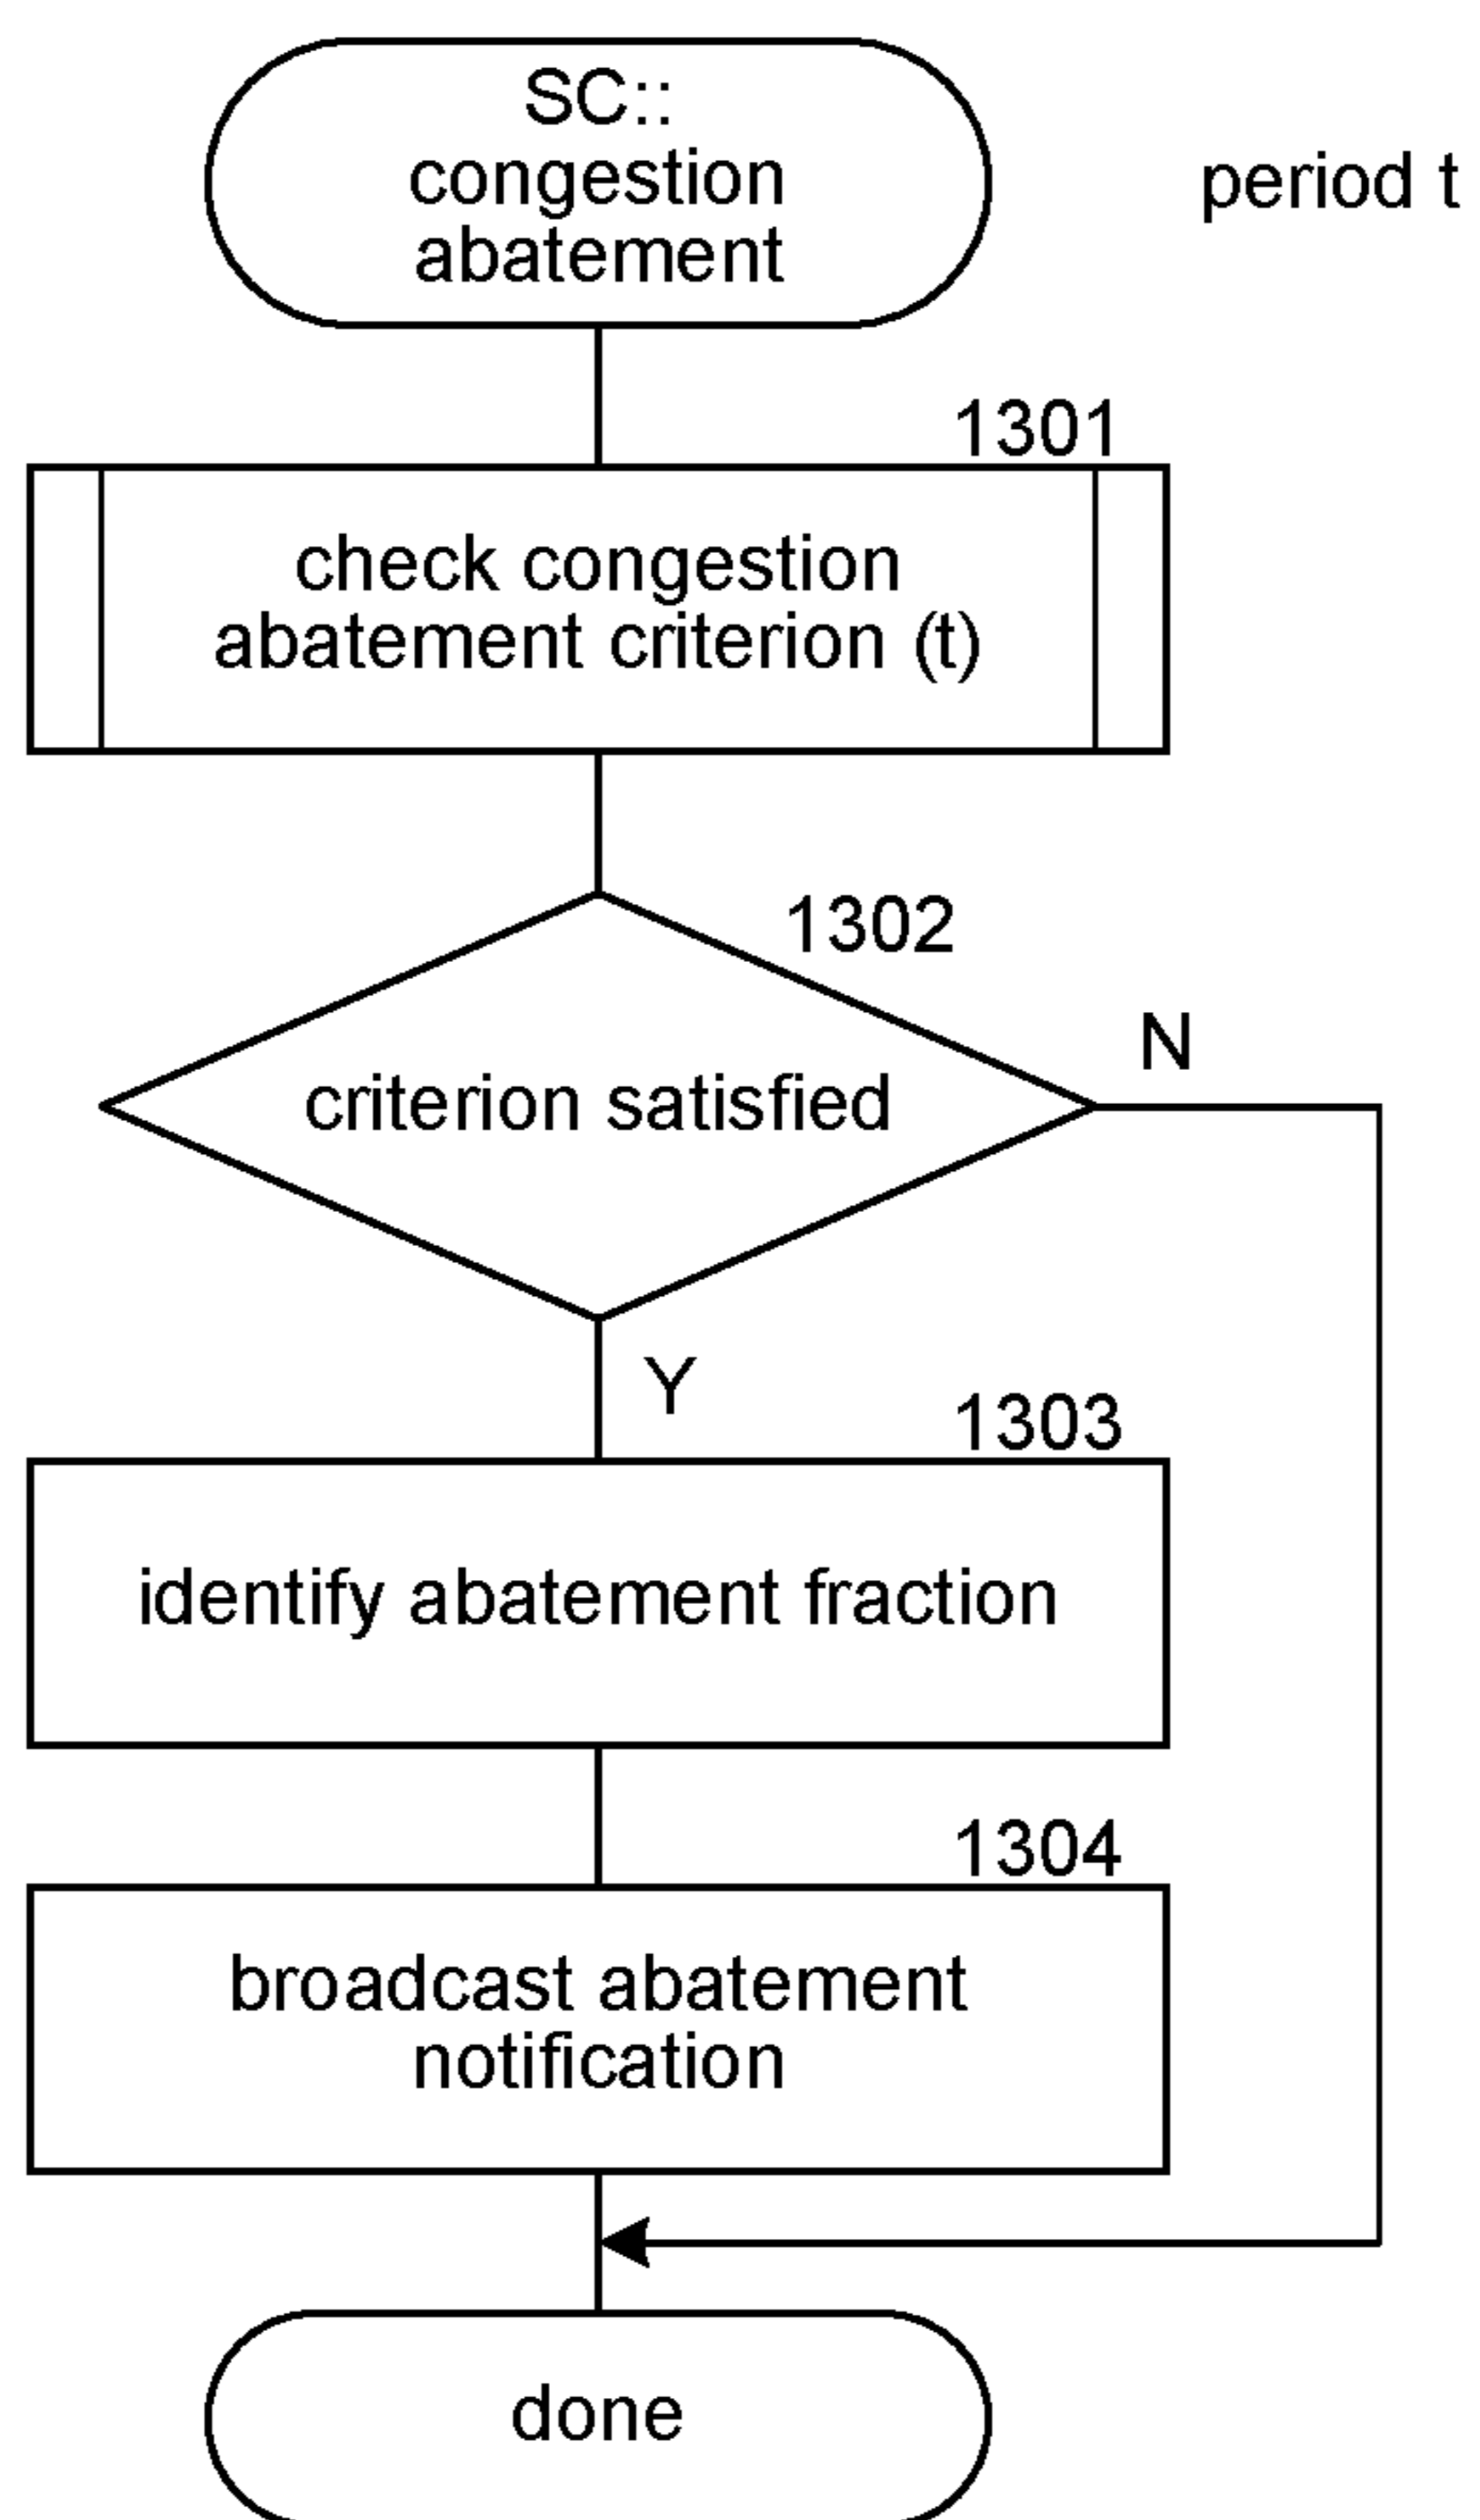 SC::
congestion
abatement
period t
1301
check congestion
abatement criterion (t)
1302
criterion satisfied
N
Y
1303
identify abatement fraction
1304
broadcast abatement
notification
done